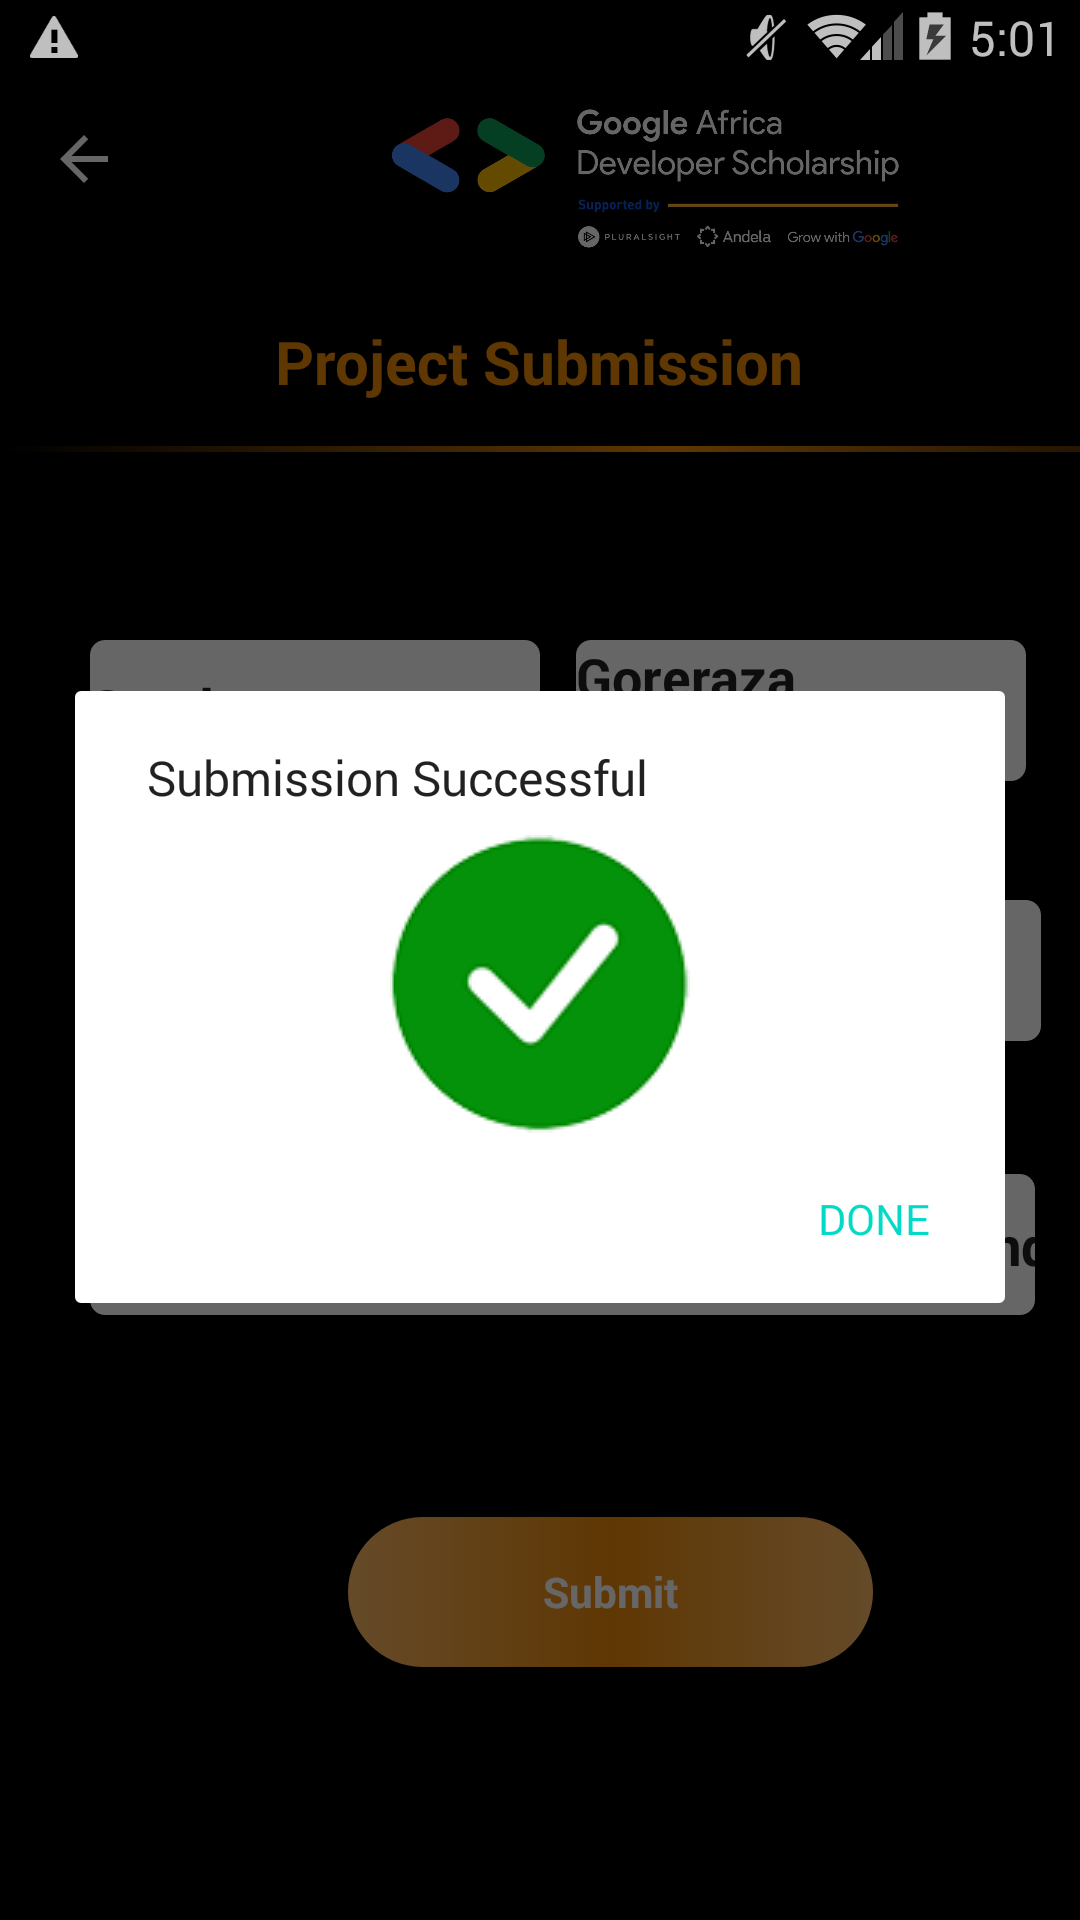 5:01
Google Africa
Developer Scholarship
Supported by
PLURALSIGHT Andela Grow with Google
Project Submission
Goreraza
Submission Successful
DONE
Submit